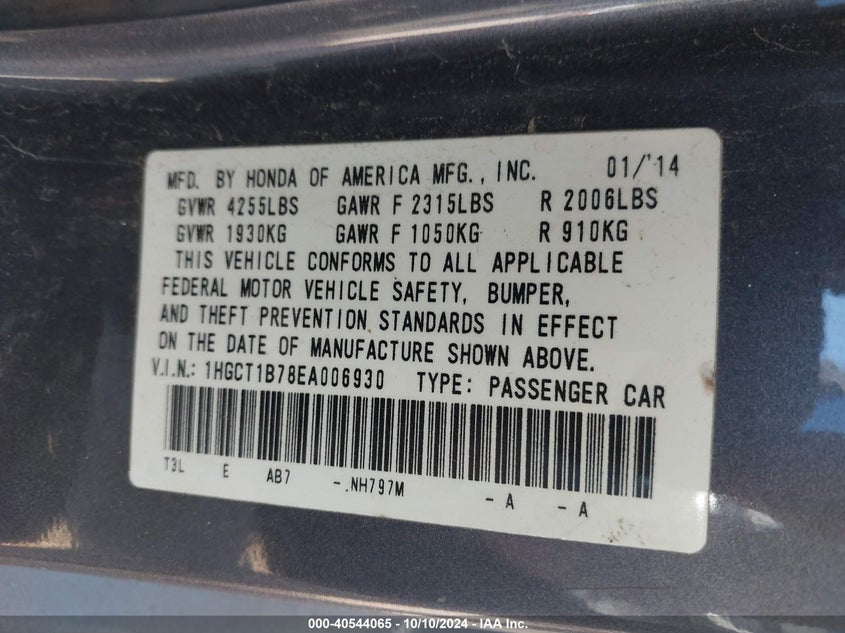 MFD. BY HONDA OF AMERICA MFG., INC. 01/'14
GVWR 4255LBS GAWR F 2315LBS R 2006LBS
GVWR 1930KG GAWR F 1050KG R 910KG
THIS VEHICLE CONFORMS TO ALL APPLICABLE
FEDERAL MOTOR VEHICLE SAFETY, BUMPER,
AND THEFT PREVENTION STANDARDS IN EFFECT
ON THE DATE OF MANUFACTURE SHOWN ABOVE.
V.I.N.: 1HGCT1B78EA006930 TYPE: PASSENGER CAR
T3L E AB7 -.NH797M - A - A
000-40544065 - 10/10/2024 - IAA Inc.